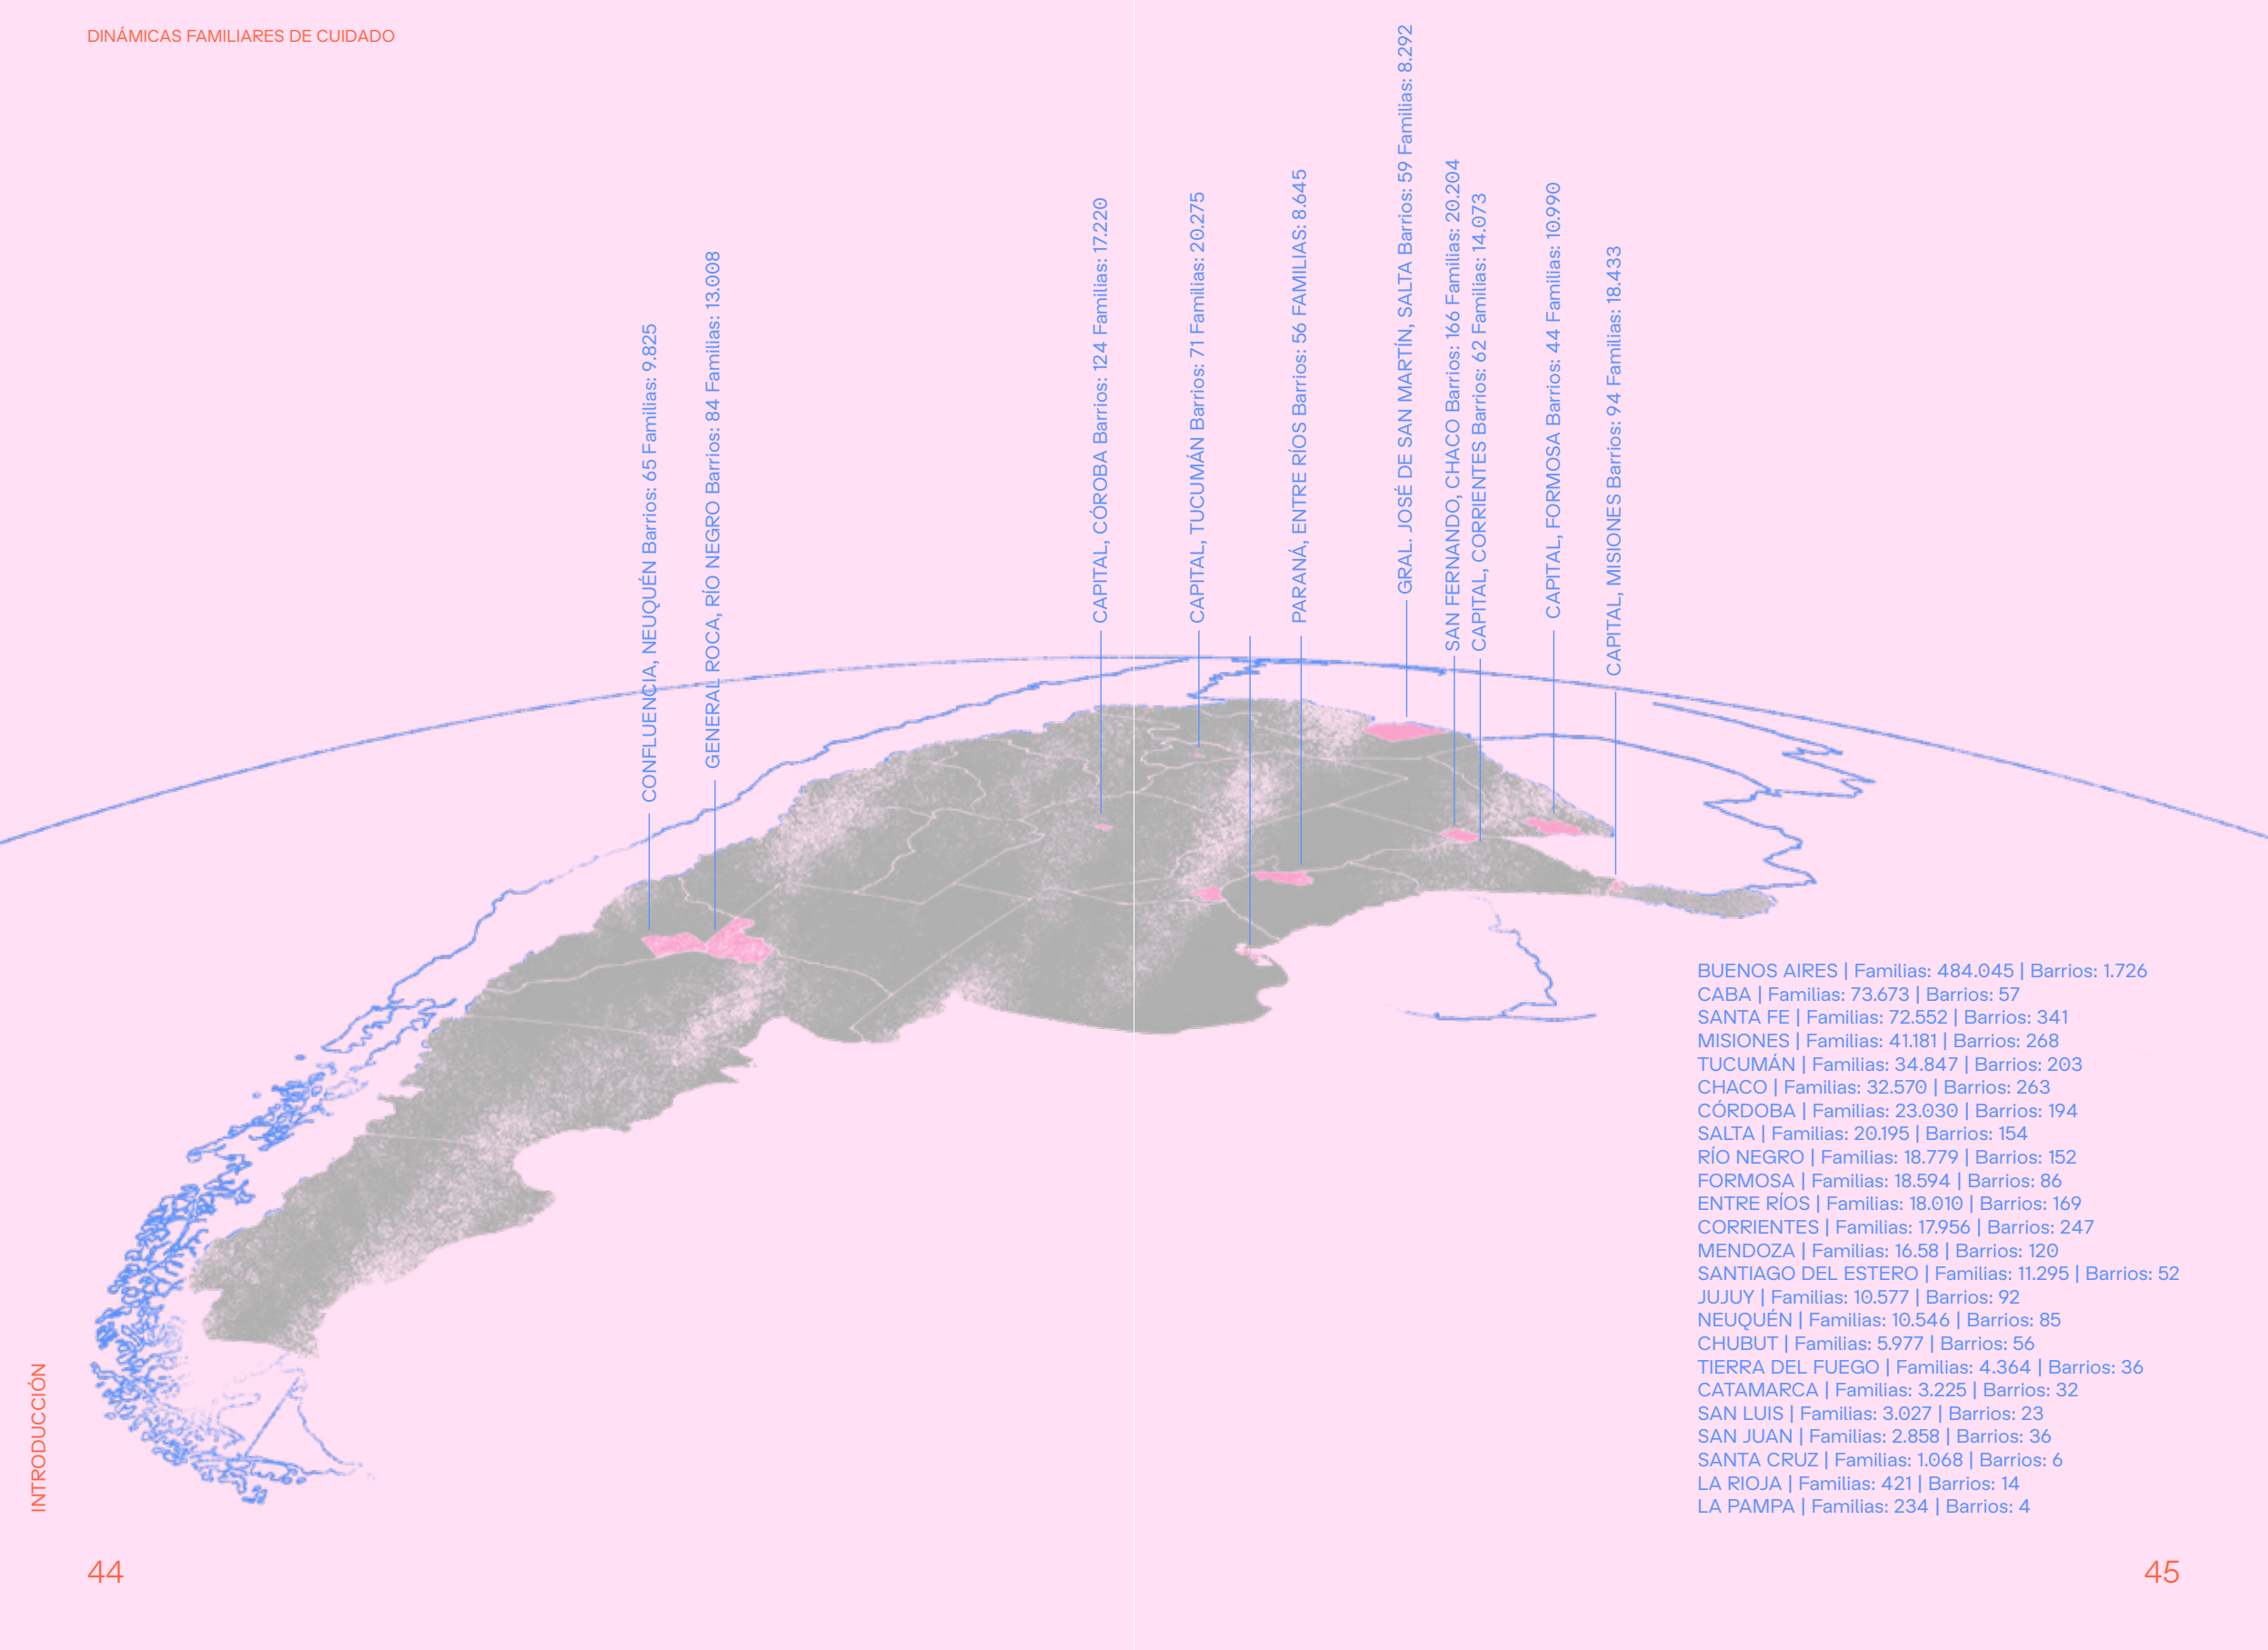 DINÁMICAS FAMILIARES DE CUIDADO
CONFLUENCIA, NEUQUÉN Barrios: 65 Familias: 9.825
GENERAL ROCA, RÍO NEGRO Barrios: 84 Familias: 13.008
CAPITAL, CÓROBA Barrios: 124 Familias: 17.220
CAPITAL, TUCUMÁN Barrios: 71 Familias: 20.275
PARANÁ, ENTRE RÍOS Barrios: 56 FAMILIAS: 8.645
GRAL. JOSÉ DE SAN MARTÍN, SALTA Barrios: 59 Familias: 8.292
SAN FERNANDO, CHACO Barrios: 166 Familias: 20.204
CAPITAL, CORRIENTES Barrios: 62 Familias: 14.073
CAPITAL, FORMOSA Barrios: 44 Familias: 10.990
CAPITAL, MISIONES Barrios: 94 Familias: 18.433
BUENOS AIRES | Familias: 484.045 | Barrios: 1.726
CABA | Familias: 73.673 | Barrios: 57
SANTA FE | Familias: 72.552 | Barrios: 341
MISIONES | Familias: 41.181 | Barrios: 268
TUCUMÁN | Familias: 34.847 | Barrios: 203
CHACO | Familias: 32.570 | Barrios: 263
CÓRDOBA | Familias: 23.030 | Barrios: 194
SALTA | Familias: 20.195 | Barrios: 154
RÍO NEGRO | Familias: 18.779 | Barrios: 152
FORMOSA | Familias: 18.594 | Barrios: 86
ENTRE RÍOS | Familias: 18.010 | Barrios: 169
CORRIENTES | Familias: 17.956 | Barrios: 247
MENDOZA | Familias: 16.58 | Barrios: 120
SANTIAGO DEL ESTERO | Familias: 11.295 | Barrios: 52
JUJUY | Familias: 10.577 | Barrios: 92
NEUQUÉN | Familias: 10.546 | Barrios: 85
CHUBUT | Familias: 5.977 | Barrios: 56
TIERRA DEL FUEGO | Familias: 4.364 | Barrios: 36
CATAMARCA | Familias: 3.225 | Barrios: 32
SAN LUIS | Familias: 3.027 | Barrios: 23
SAN JUAN | Familias: 2.858 | Barrios: 36
SANTA CRUZ | Familias: 1.068 | Barrios: 6
LA RIOJA | Familias: 421 | Barrios: 14
LA PAMPA | Familias: 234 | Barrios: 4
INTRODUCCIÓN
44
45